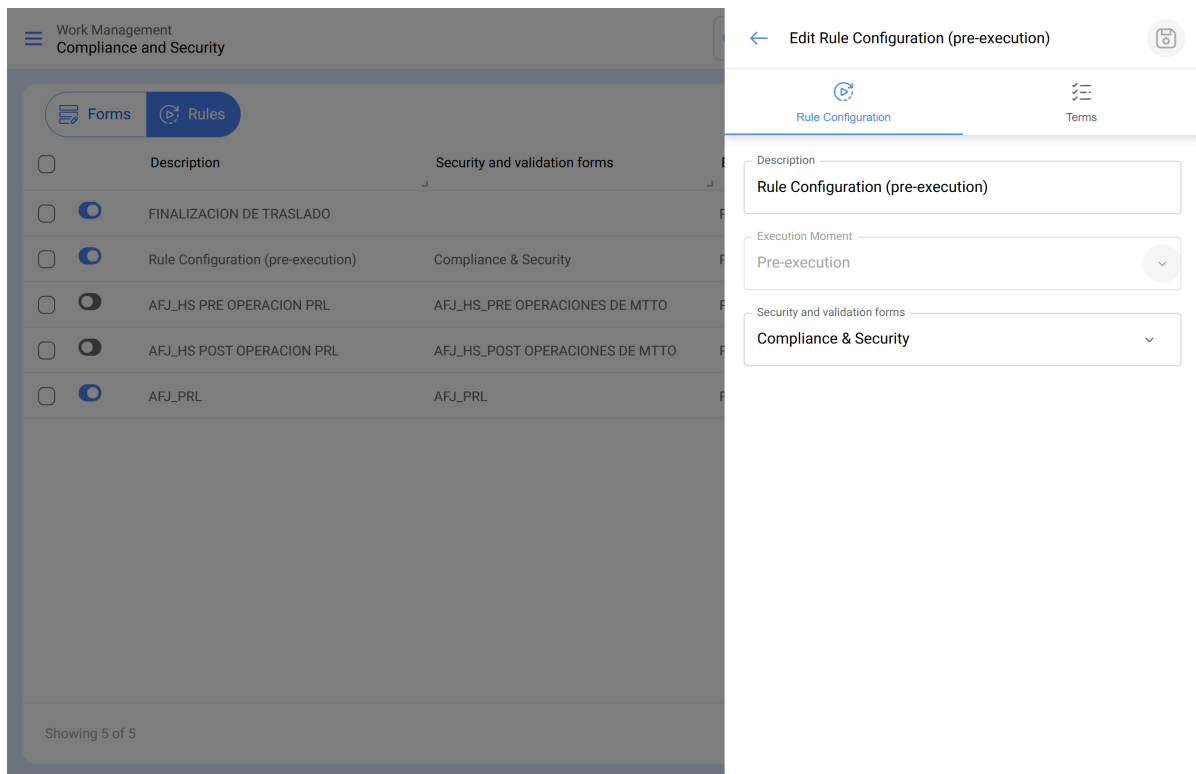 Work Management
Compliance and Security
Forms
Rules
Description
Security and validation forms
FINALIZACION DE TRASLADO
Rule Configuration (pre-execution)
Compliance & Security
AFJ_HS PRE OPERACION PRL
AFJ_HS_PRE OPERACIONES DE MTTO
AFJ_HS POST OPERACION PRL
AFJ_HS_POST OPERACIONES DE MTTO
AFJ_PRL
AFJ_PRL
Showing 5 of 5
Edit Rule Configuration (pre-execution)
Rule Configuration
Terms
Description
Rule Configuration (pre-execution)
Execution Moment
Pre-execution
Security and validation forms
Compliance & Security